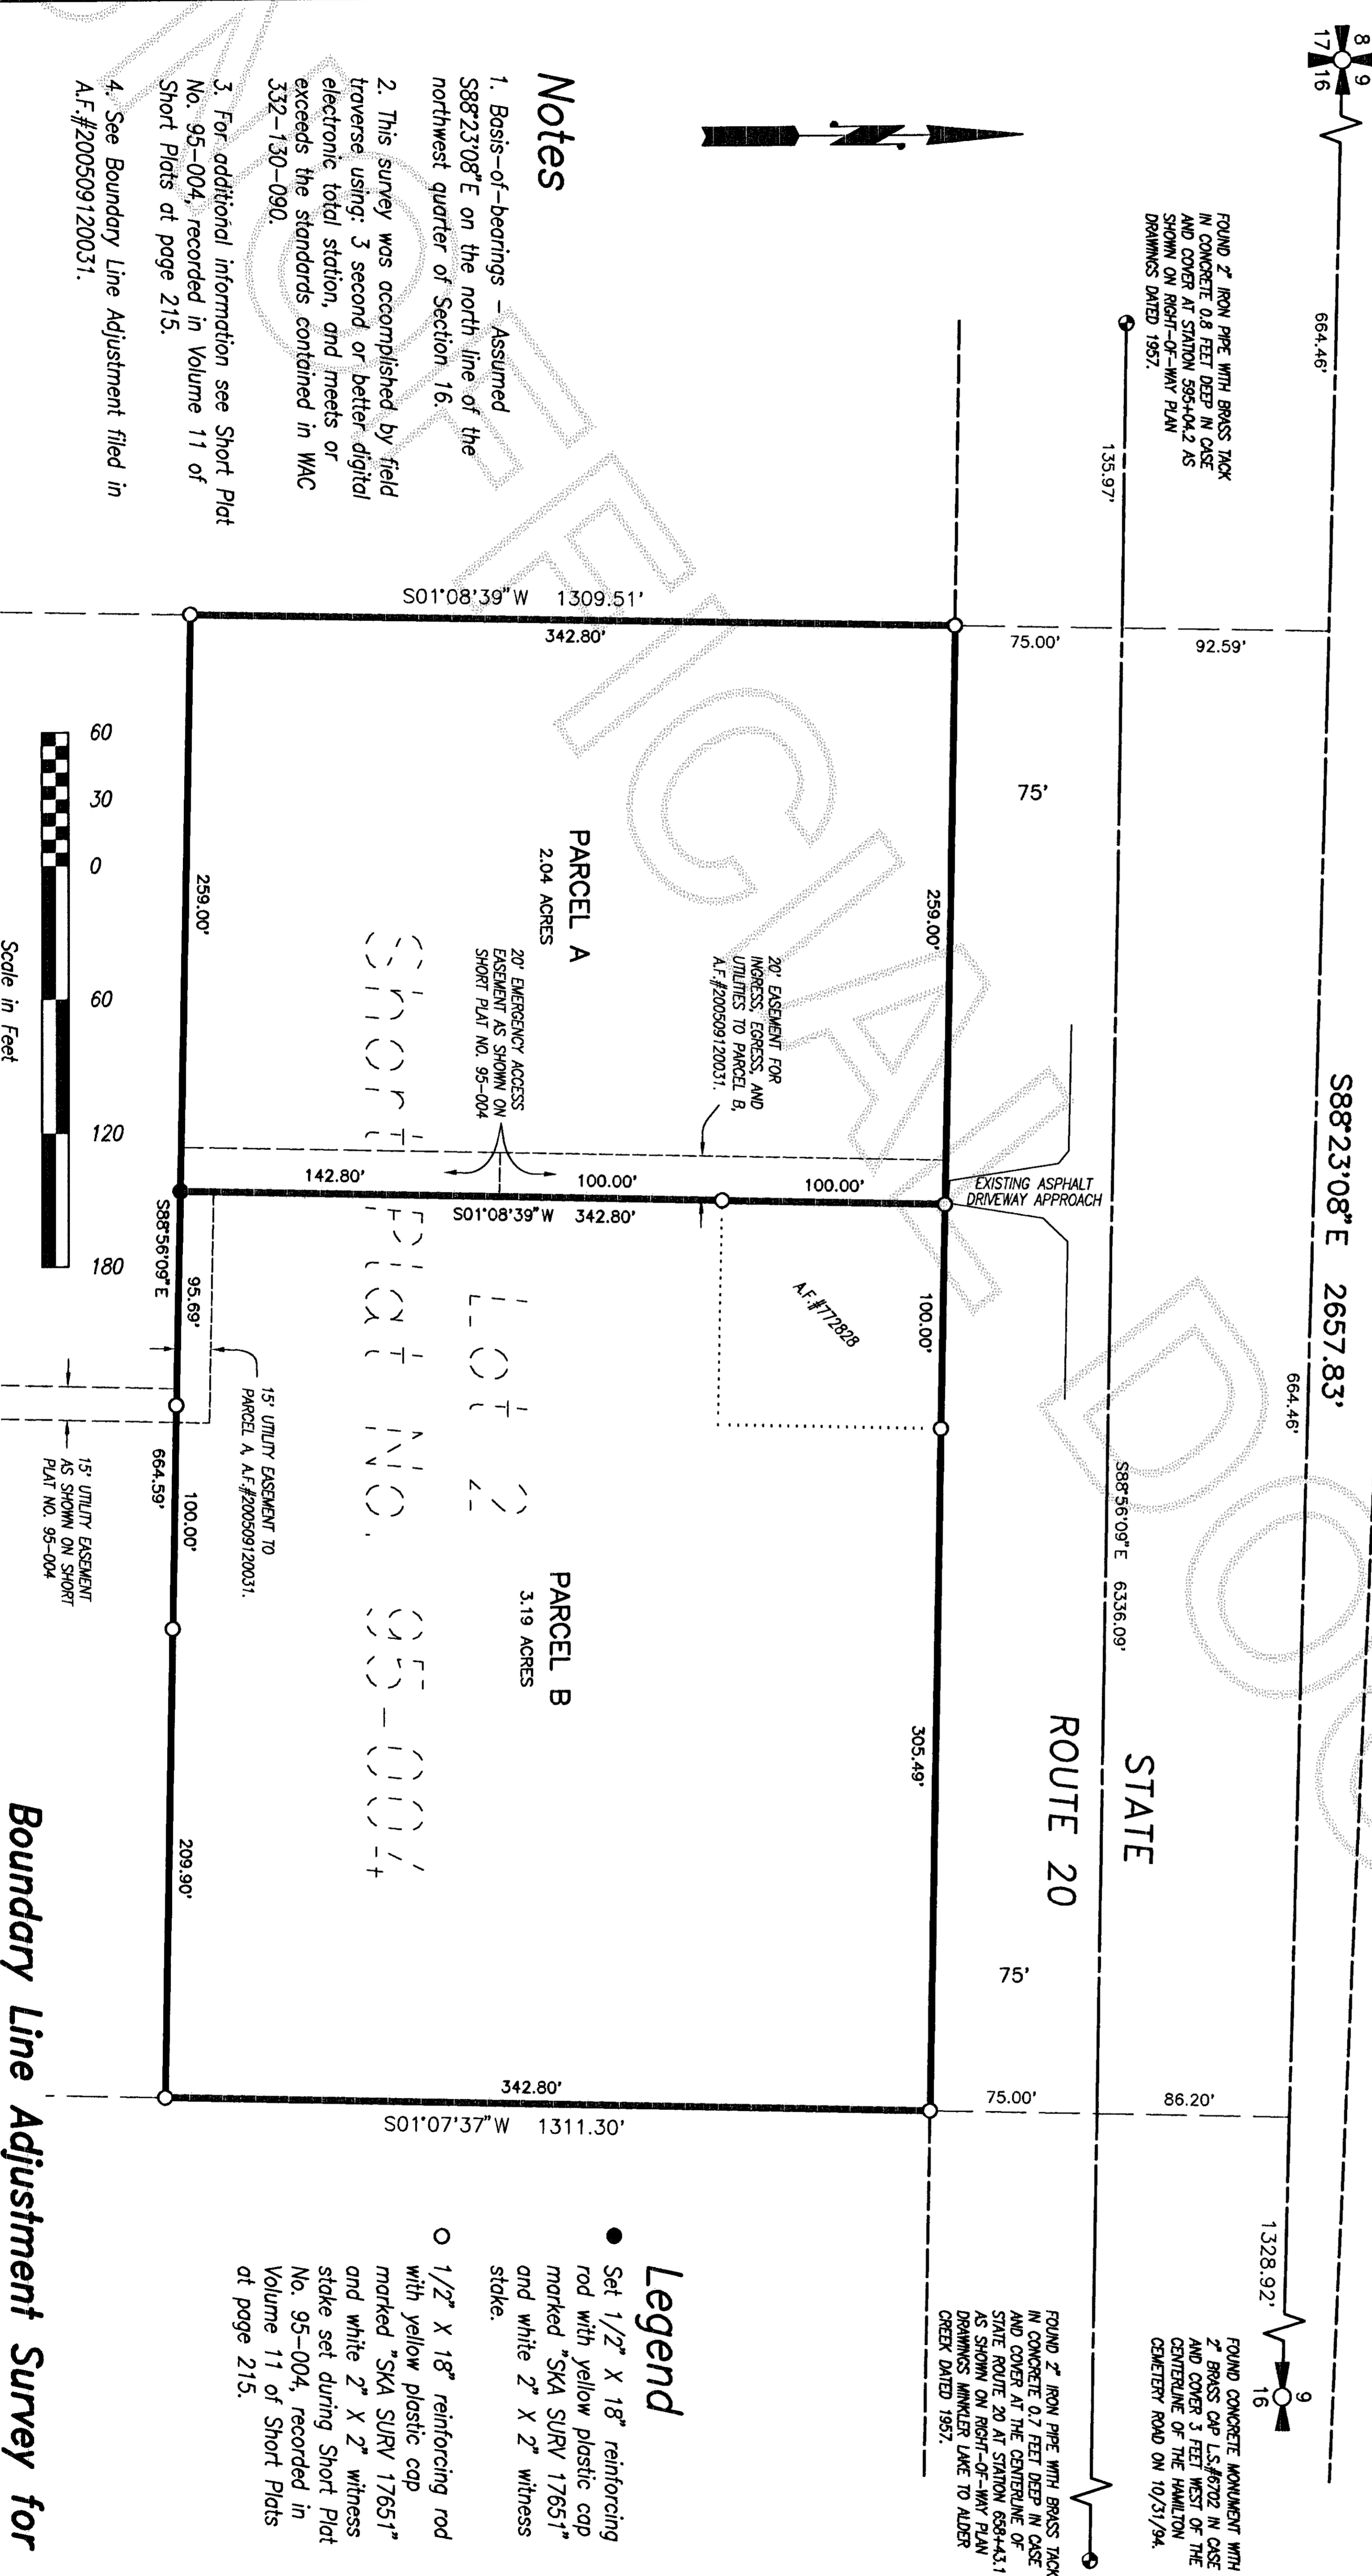 8 9
17 16
664.46'
S88°23'08"E 2657.83'
664.46'
1328.92'
9
16
FOUND CONCRETE MONUMENT WITH
2" BRASS CAP L.S.#6702 IN CASE
AND COVER 3 FEET WEST OF THE
CENTERLINE OF THE HAMILTON
CEMETERY ROAD ON 10/31/94.
FOUND 2" IRON PIPE WITH BRASS TACK
IN CONCRETE 0.8 FEET DEEP IN CASE
AND COVER AT STATION 595+04.2 AS
SHOWN ON RIGHT-OF-WAY PLAN
DRAWINGS DATED 1957.
135.97'
92.59'
75.00'
75'
S88°56'09"E 6336.09'
STATE
ROUTE 20
75'
86.20'
75.00'
FOUND 2" IRON PIPE WITH BRASS TACK
IN CONCRETE 0.7 FEET DEEP IN CASE
AND COVER AT THE CENTERLINE OF
STATE ROUTE 20 AT STATION 658+43.1
AS SHOWN ON RIGHT-OF-WAY PLAN
DRAWINGS MINKLER LAKE TO ALDER
CREEK DATED 1957.
EXISTING ASPHALT
DRIVEWAY APPROACH
259.00'
100.00'
305.49'
S01°08'39"W 1309.51'
342.80'
20' EASEMENT FOR
INGRESS, EGRESS, AND
UTILITIES TO PARCEL B,
A.F.#200509120031.
A.F.#772828
100.00'
100.00'
142.80'
S01°08'39"W 342.80'
PARCEL A
2.04 ACRES
20' EMERGENCY ACCESS
EASEMENT AS SHOWN ON
SHORT PLAT NO. 95-004
PARCEL B
3.19 ACRES
LOT 2
Short Plat No. 95-004
342.80'
S01°07'37"W 1311.30'
259.00'
95.69'
S88°56'09"E
664.59'
100.00'
209.90'
15' UTILITY EASEMENT TO
PARCEL A, A.F.#200509120031.
15' UTILITY EASEMENT
AS SHOWN ON SHORT
PLAT NO. 95-004
Notes
1. Basis-of-bearings - Assumed
S88°23'08"E on the north line of the
northwest quarter of Section 16.
2. This survey was accomplished by field
traverse using: 3 second or better digital
electronic total station, and meets or
exceeds the standards contained in WAC
332-130-090.
3. For additional information see Short Plat
No. 95-004, recorded in Volume 11 of
Short Plats at page 215.
4. See Boundary Line Adjustment filed in
A.F.#200509120031.
60 30 0 60 120 180
Scale in Feet
Legend
Set 1/2" X 18" reinforcing
rod with yellow plastic cap
marked "SKA SURV 17651"
and white 2" X 2" witness
stake.
1/2" X 18" reinforcing rod
with yellow plastic cap
marked "SKA SURV 17651"
and white 2" X 2" witness
stake set during Short Plat
No. 95-004, recorded in
Volume 11 of Short Plats
at page 215.
Boundary Line Adjustment Survey for